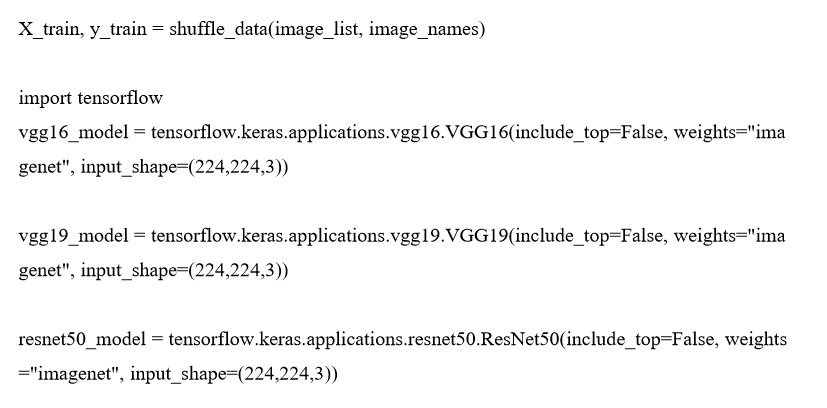 X_train, y_train = shuffle_data(image_list, image_names)
import tensorflow
vgg16_model = tensorflow.keras.applications.vgg16.VGG16(include_top=False, weights="ima
genet", input_shape=(224,224,3))
vgg19_model = tensorflow.keras.applications.vgg19.VGG19(include_top=False, weights="ima
genet", input_shape=(224,224,3))
resnet50_model = tensorflow.keras.applications.resnet50.ResNet50(include_top=False, weights
="imagenet", input_shape=(224,224,3))